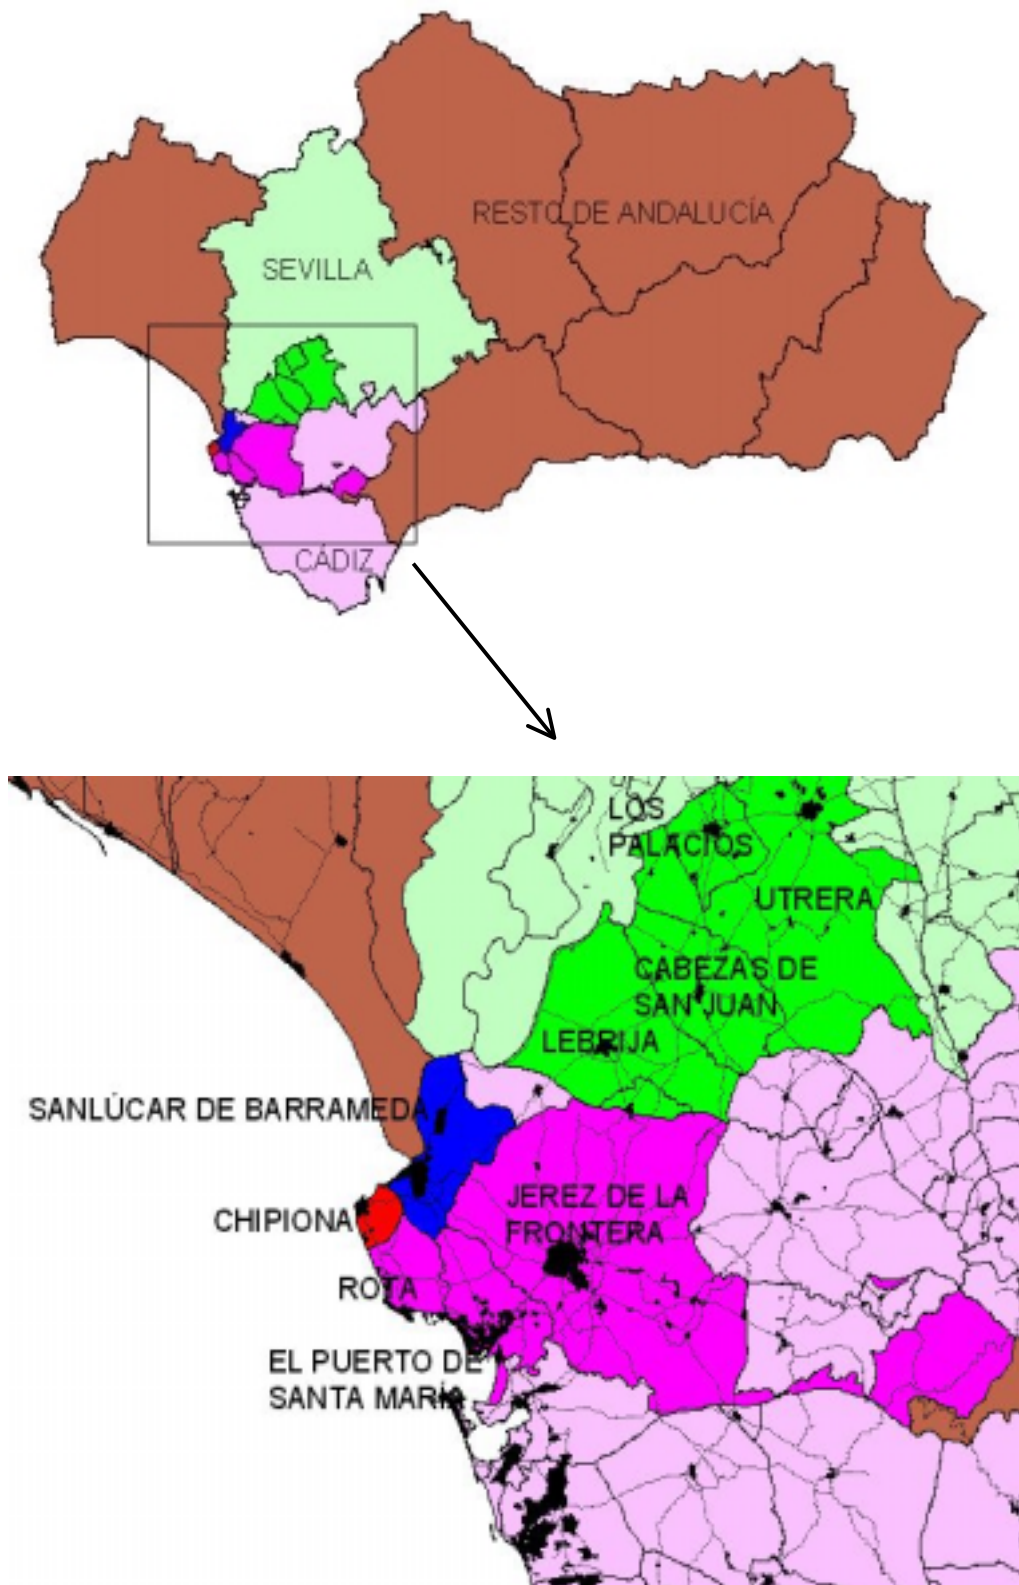 RESTO DE ANDALUCÍA
SEVILLA
CÁDIZ
LOS
PALACIOS
UTRERA
CABEZAS DE
SAN JUAN
LEBRIJA
SANLÚCAR DE BARRAMEDA
JEREZ DE LA
FRONTERA
CHIPIONA
ROTA
EL PUERTO DE
SANTA MARÍA